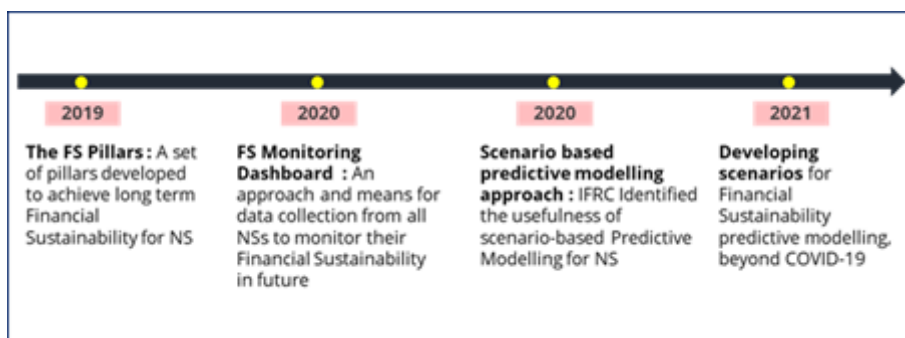 2019
The FS Pillars : A set
of pillars developed
to achieve long term
Financial
Sustainability for NS
2020
FS Monitoring
Dashboard : An
approach and means for
data collection from all
NSs to monitor their
Financial Sustainability
in future
2020
Scenario based
predictive modelling
approach : IFRC Identified
the usefulness of
scenario-based Predictive
Modelling for NS
2021
Developing
scenarios for
Financial
Sustainability
predictive modelling,
beyond COVID-19